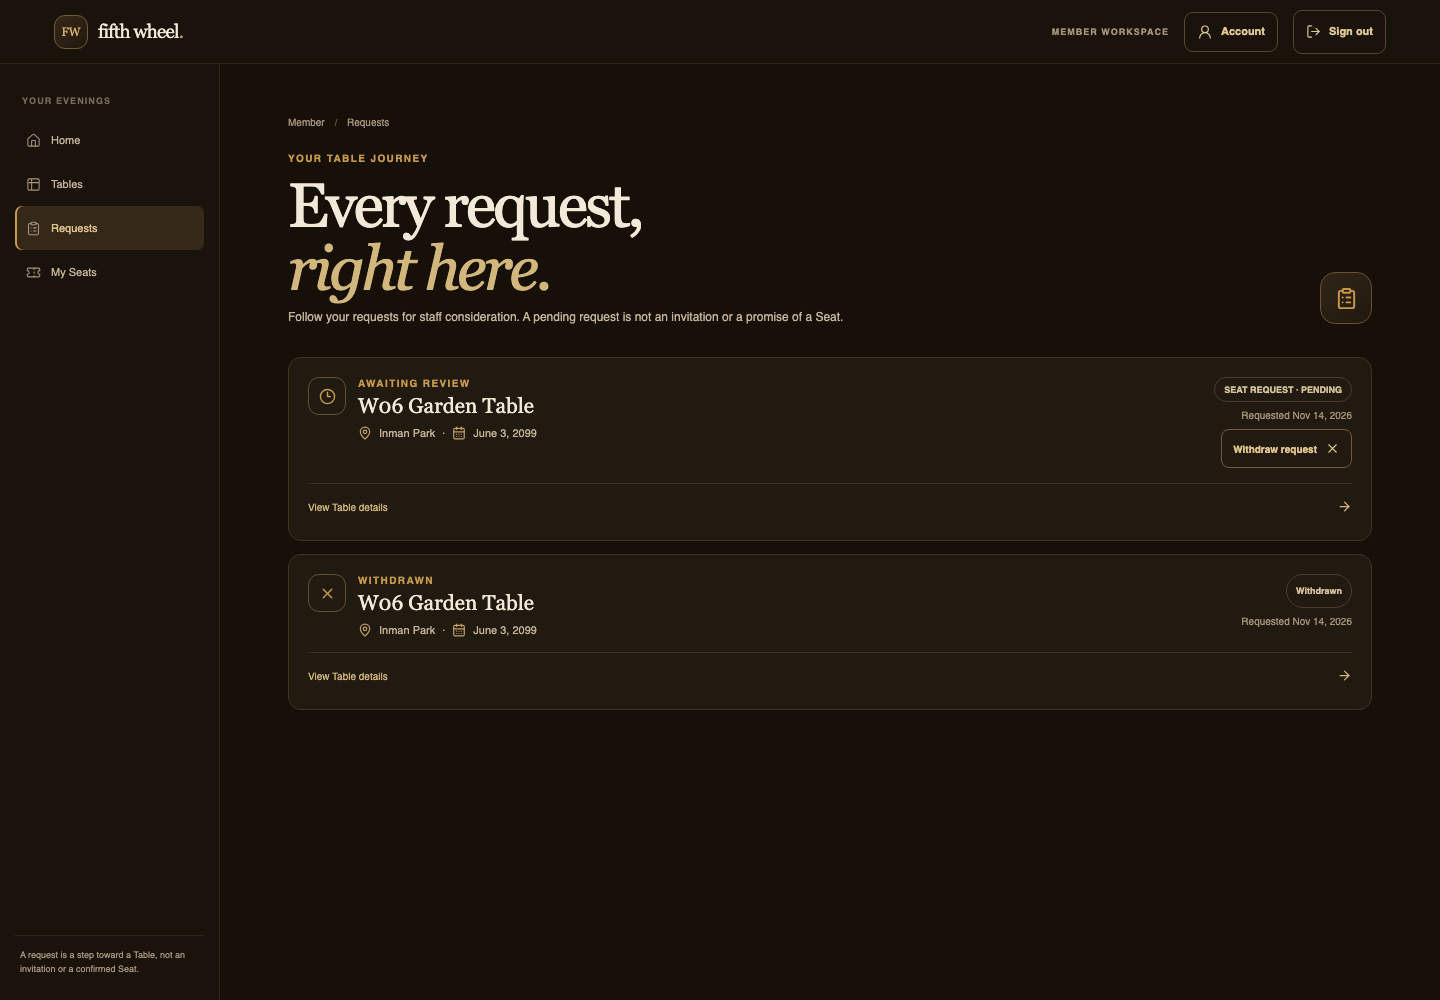 FW fifth wheel.
MEMBER WORKSPACE
Account
Sign out
YOUR EVENINGS
Home
Tables
Requests
My Seats
A request is a step toward a Table, not an
invitation or a confirmed Seat.
Member / Requests
YOUR TABLE JOURNEY
Every request,
right here.
Follow your requests for staff consideration. A pending request is not an invitation or a promise of a Seat.
AWAITING REVIEW
W06 Garden Table
Inman Park · June 3, 2099
SEAT REQUEST · PENDING
Requested Nov 14, 2026
Withdraw request
View Table details
WITHDRAWN
W06 Garden Table
Inman Park · June 3, 2099
Withdrawn
Requested Nov 14, 2026
View Table details